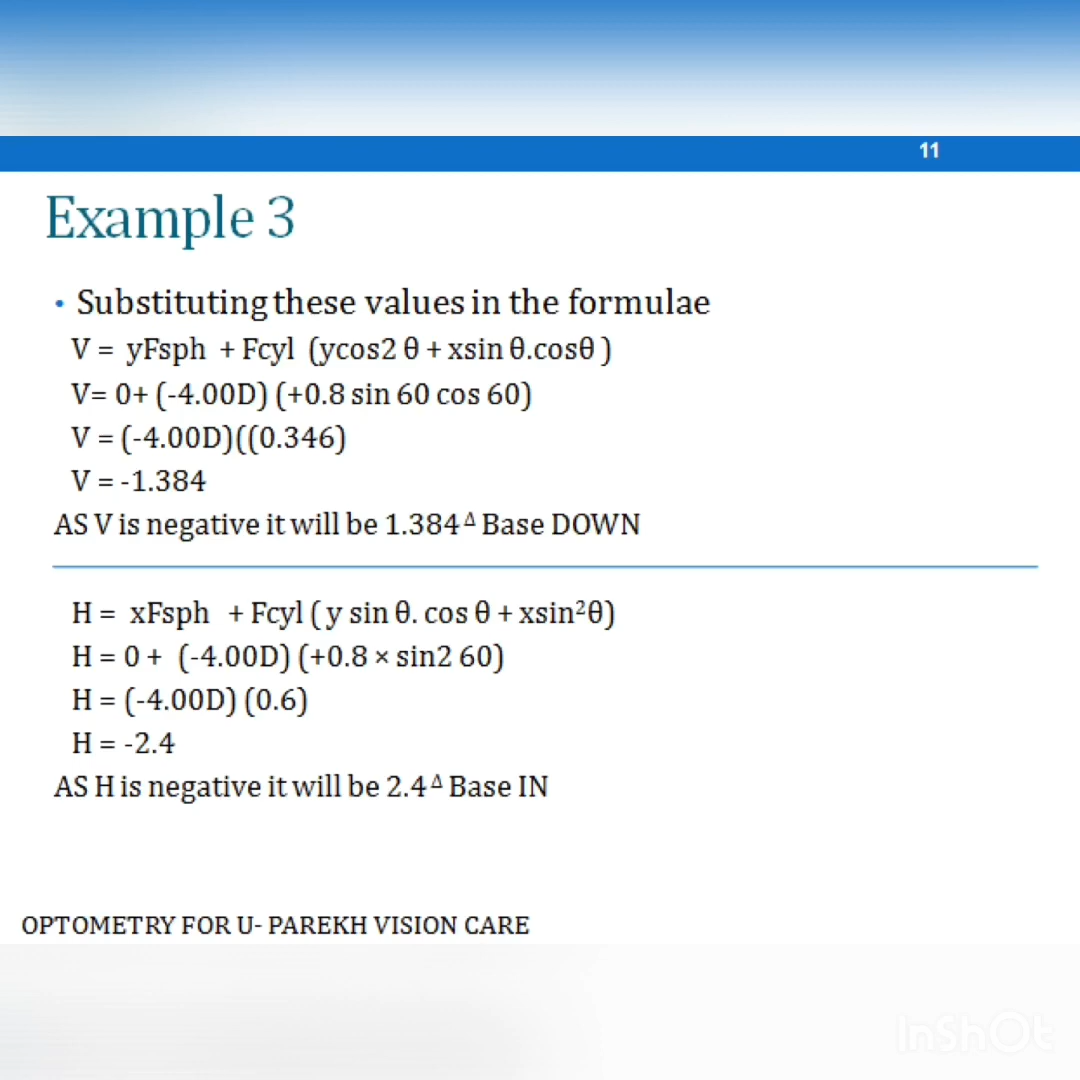 11
Example 3
• Substituting these values in the formulae
V = yFsph + Fcyl (ycos2 θ + xsin θ.cosθ )
V= 0+ (-4.00D) (+0.8 sin 60 cos 60)
V = (-4.00D)((0.346)
V = -1.384
AS V is negative it will be 1.384 Δ Base DOWN
H = xFsph + Fcyl ( y sin θ. cos θ + xsin²θ)
H = 0 + (-4.00D) (+0.8 × sin2 60)
H = (-4.00D) (0.6)
H = -2.4
AS H is negative it will be 2.4 Δ Base IN
OPTOMETRY FOR U- PAREKH VISION CARE
InShOt